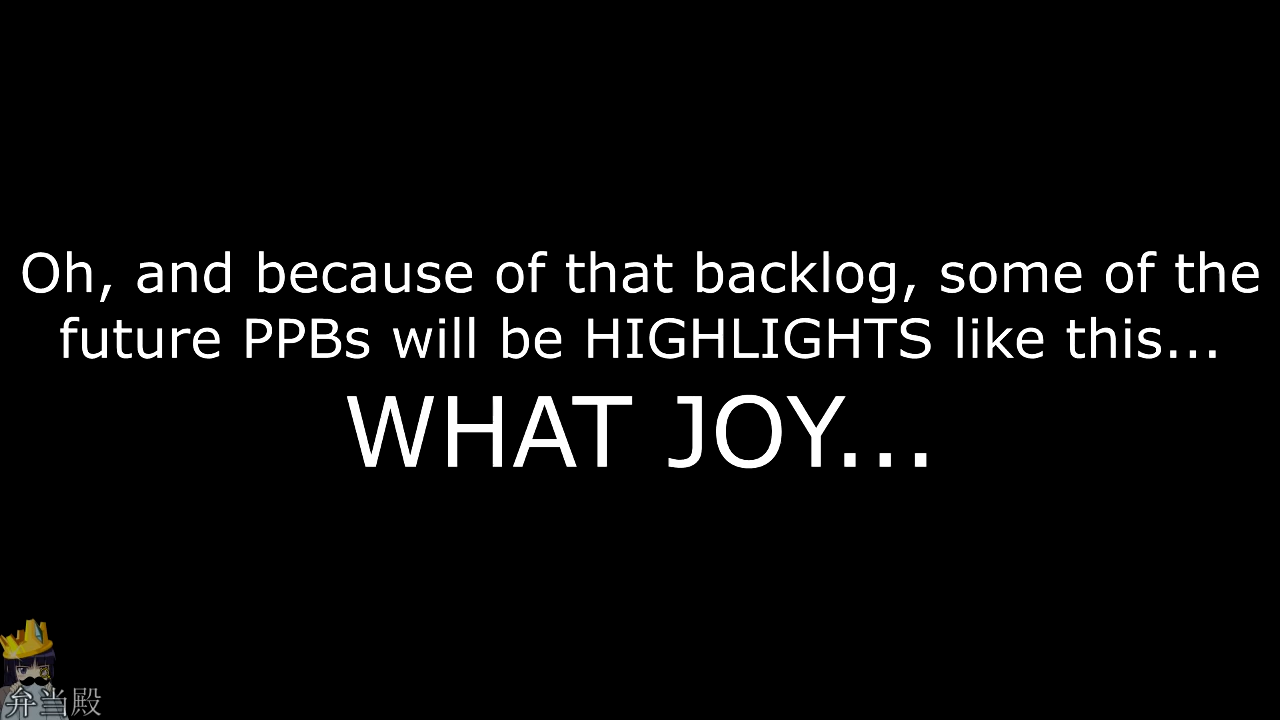 Oh, and because of that backlog, some of the
future PPBs will be HIGHLIGHTS like this...
WHAT JOY...
弁当殿